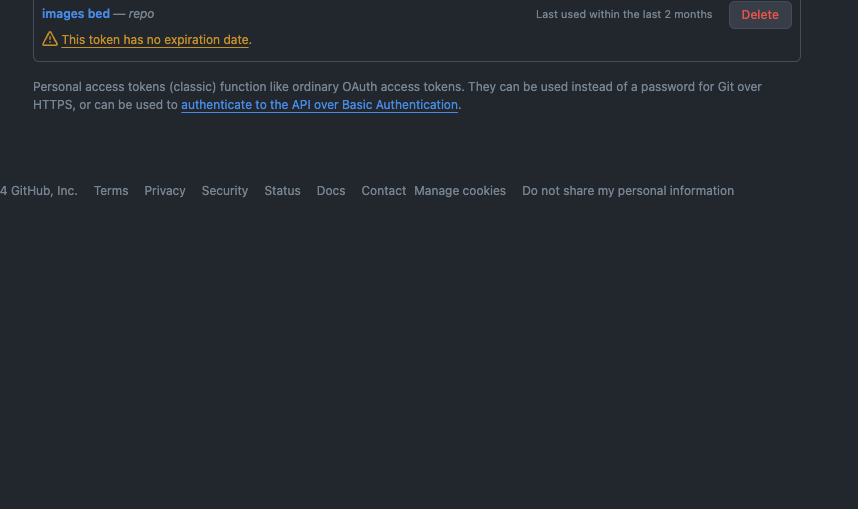 images bed — repo Last used within the last 2 months Delete
This token has no expiration date.
Personal access tokens (classic) function like ordinary OAuth access tokens. They can be used instead of a password for Git over
HTTPS, or can be used to authenticate to the API over Basic Authentication.
4 GitHub, Inc. Terms Privacy Security Status Docs Contact Manage cookies Do not share my personal information